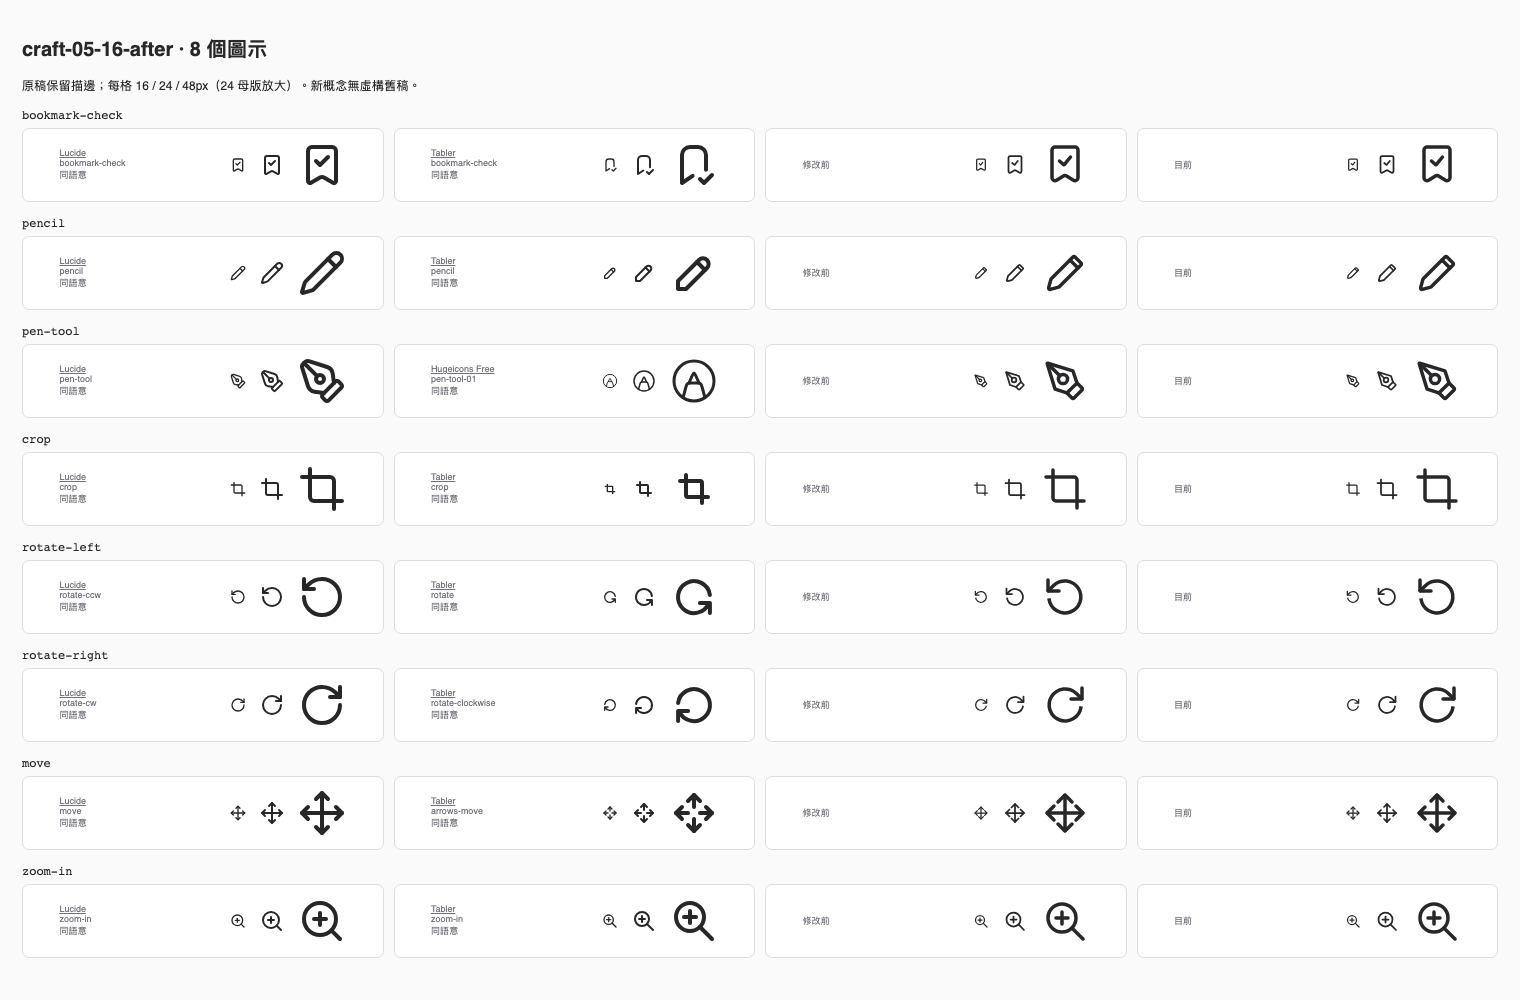 craft-05-16-after · 8 個圖示
原稿保留描邊；每格 16 / 24 / 48px（24 母版放大）。新概念無虛構舊稿。
bookmark-check
Lucide
bookmark-check
同語意
Tabler
bookmark-check
同語意
修改前
目前
pencil
Lucide
pencil
同語意
Tabler
pencil
同語意
修改前
目前
pen-tool
Lucide
pen-tool
同語意
Hugeicons Free
pen-tool-01
同語意
修改前
目前
crop
Lucide
crop
同語意
Tabler
crop
同語意
修改前
目前
rotate-left
Lucide
rotate-ccw
同語意
Tabler
rotate
同語意
修改前
目前
rotate-right
Lucide
rotate-cw
同語意
Tabler
rotate-clockwise
同語意
修改前
目前
move
Lucide
move
同語意
Tabler
arrows-move
同語意
修改前
目前
zoom-in
Lucide
zoom-in
同語意
Tabler
zoom-in
同語意
修改前
目前